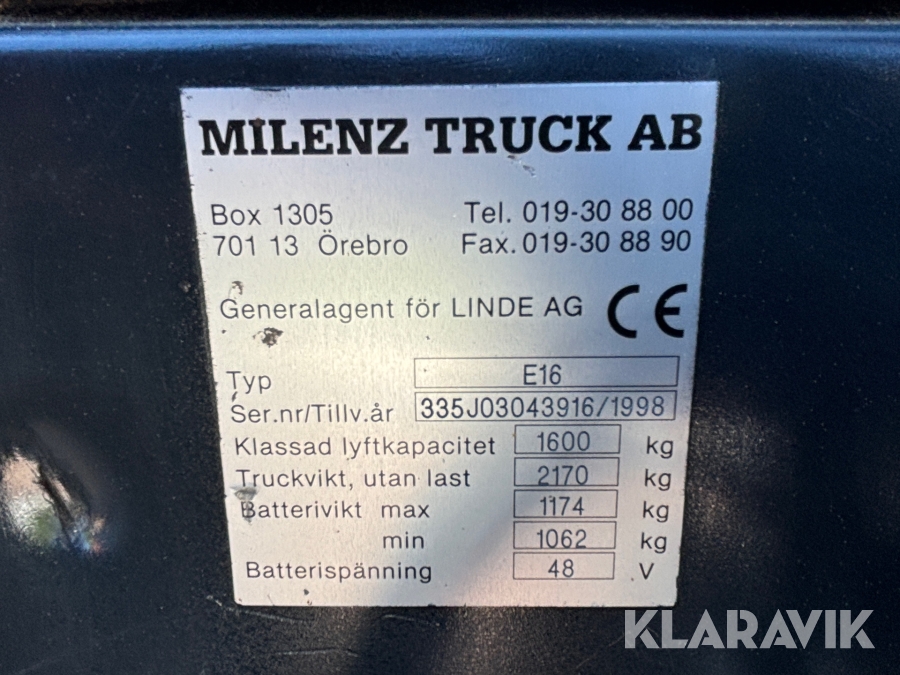 MILENZ TRUCK AB
Box 1305 Tel. 019-30 88 00
701 13 Örebro Fax. 019-30 88 90
Generalagent för LINDE AG CE
Typ E16
Ser.nr/Tillv.år 335J03043916/1998
Klassad lyftkapacitet 1600 kg
Truckvikt, utan last 2170 kg
Batterivikt max 1174 kg
min 1062 kg
Batterispänning 48 V
KLARAVIK